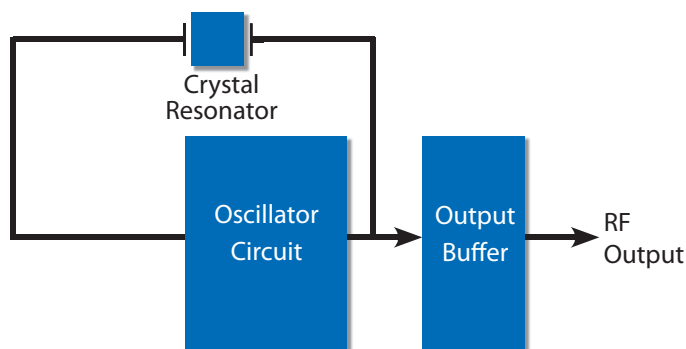 Crystal
Resonator
Oscillator
Circuit
Output
Buffer
RF
Output